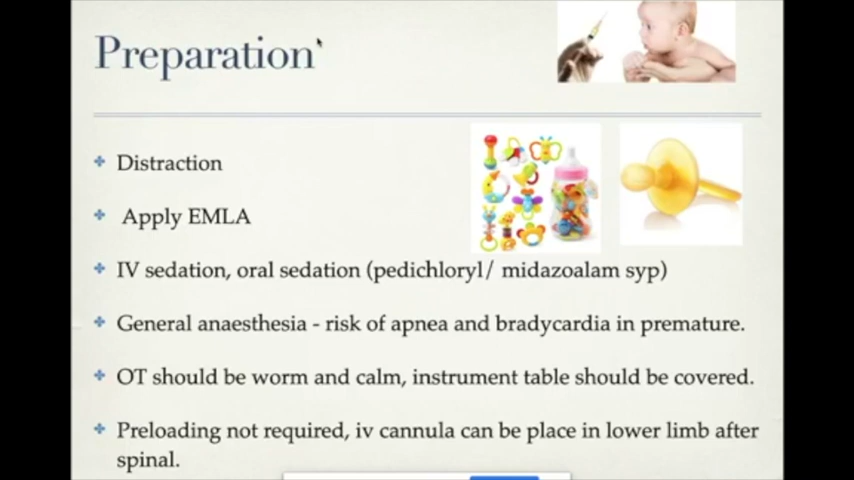 Preparation
Distraction
Apply EMLA
IV sedation, oral sedation (pedichloryl/ midazoalam syp)
General anaesthesia - risk of apnea and bradycardia in premature.
OT should be worm and calm, instrument table should be covered.
Preloading not required, iv cannula can be place in lower limb after
spinal.